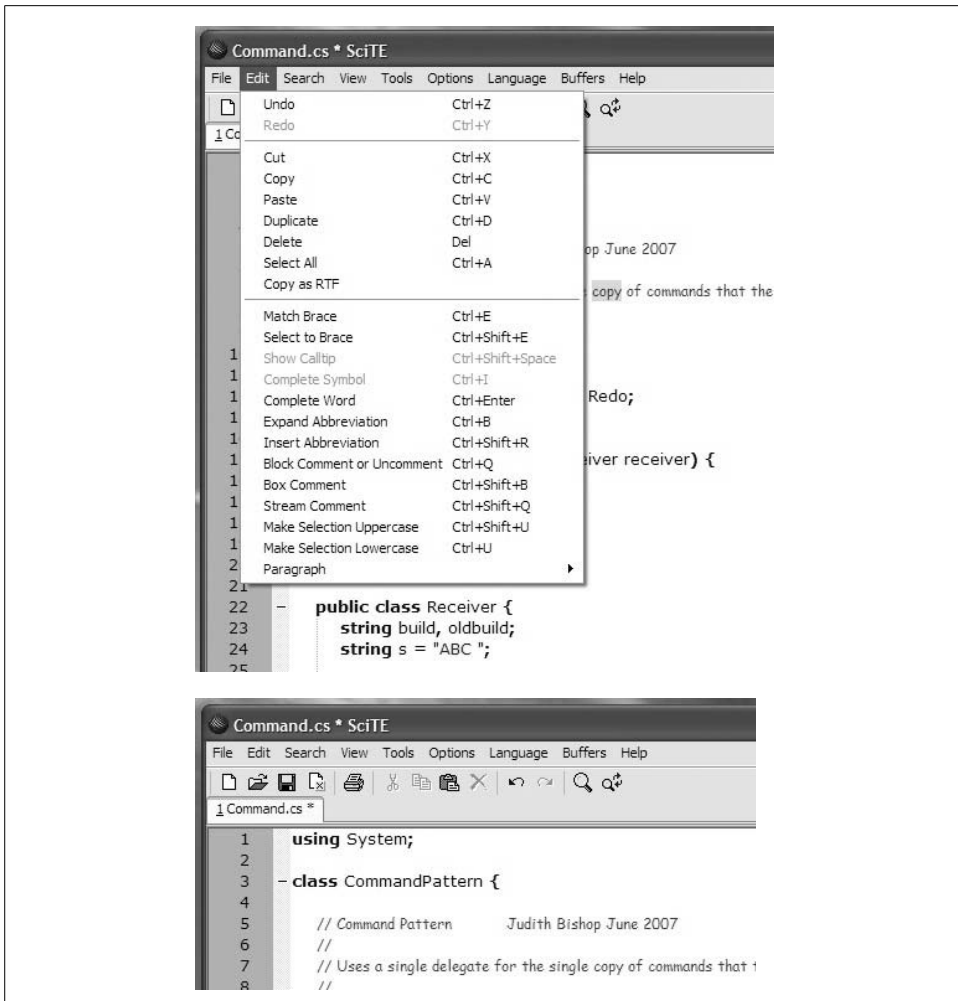 Command.cs * SciTE
File Edit Search View Tools Options Language Buffers Help
1 Co
Undo Ctrl+Z
Redo Ctrl+Y
Cut Ctrl+X
Copy Ctrl+C
Paste Ctrl+V
Duplicate Ctrl+D
Delete Del
Select All Ctrl+A
Copy as RTF
Match Brace Ctrl+E
Select to Brace Ctrl+Shift+E
Show Calltip Ctrl+Shift+Space
Complete Symbol Ctrl+I
Complete Word Ctrl+Enter
Expand Abbreviation Ctrl+B
Insert Abbreviation Ctrl+Shift+R
Block Comment or Uncomment Ctrl+Q
Box Comment Ctrl+Shift+B
Stream Comment Ctrl+Shift+Q
Make Selection Uppercase Ctrl+Shift+U
Make Selection Lowercase Ctrl+U
Paragraph
op June 2007
copy of commands that the
Redo;
iver receiver) {
21
22 public class Receiver {
23 string build, oldbuild;
24 string s = "ABC ";
25
Command.cs * SciTE
File Edit Search View Tools Options Language Buffers Help
1 Command.cs *
1 using System;
2
3 class CommandPattern {
4
5 // Command Pattern Judith Bishop June 2007
6 //
7 // Uses a single delegate for the single copy of commands that
8 //